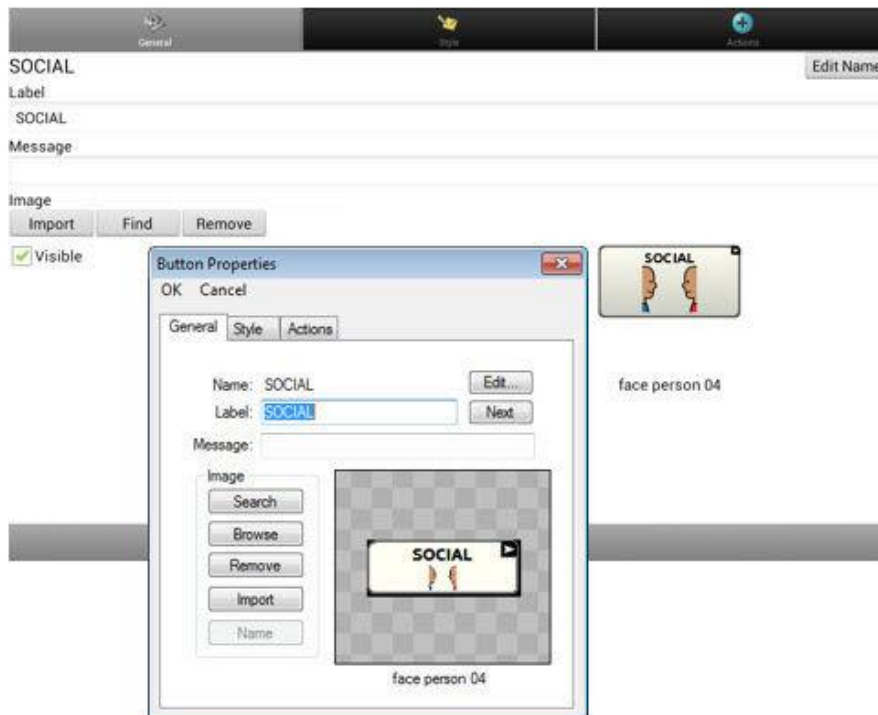 General Style Actions
SOCIAL Edit Name
Label
SOCIAL
Message
Image
Import Find Remove
Visible
SOCIAL
face person 04
Button Properties
OK Cancel
General Style Actions
Name: SOCIAL Edit...
Label: SOCIAL Next
Message:
Image
Search
Browse
Remove
Import
Name
SOCIAL
face person 04